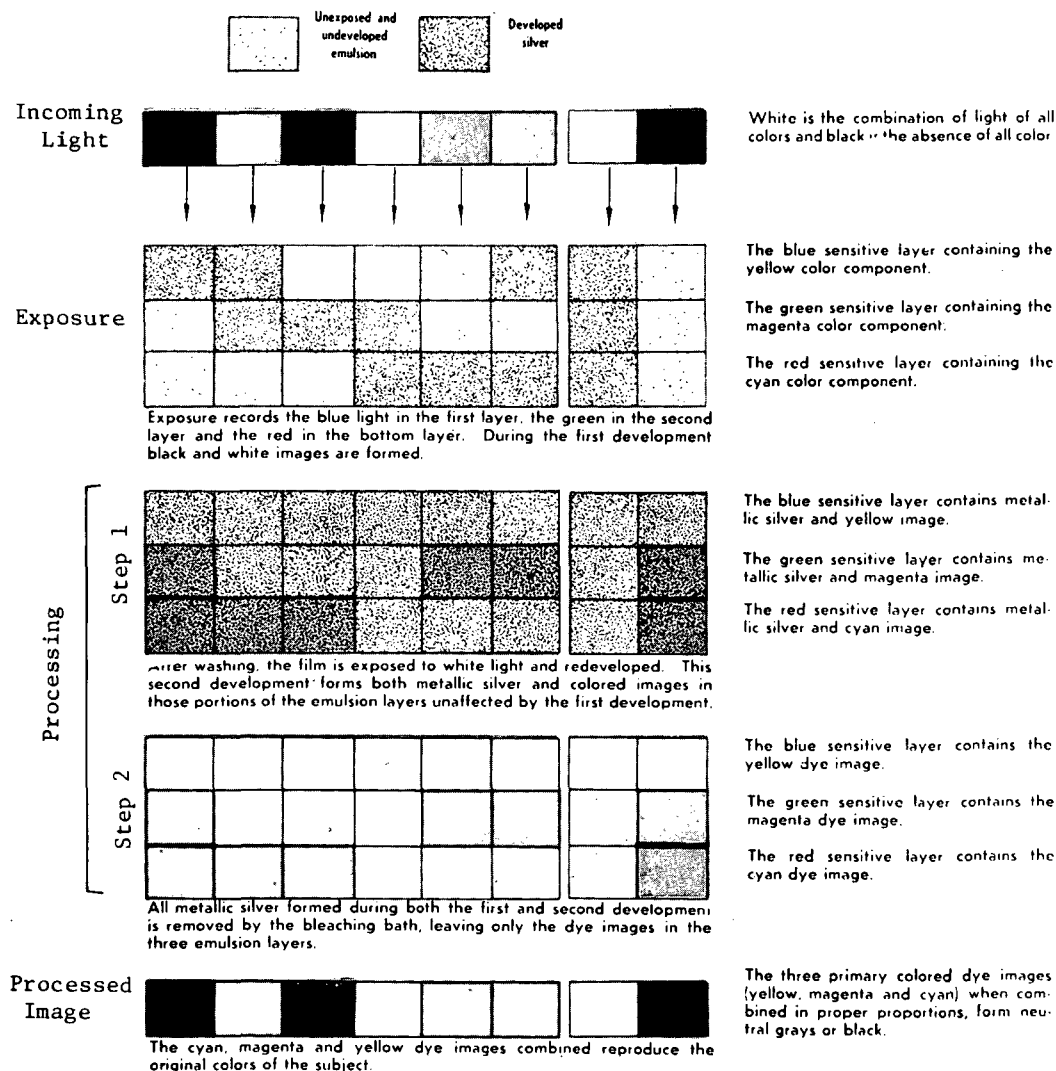 Unexposed and
undeveloped
emulsion
Developed
silver
Incoming
Light
White is the combination of light of all
colors and black the absence of all color
Exposure
The blue sensitive layer containing the
yellow color component.
The green sensitive layer containing the
magenta color component.
The red sensitive layer containing the
cyan color component.
Exposure records the blue light in the first layer, the green in the second
layer and the red in the bottom layer. During the first development
black and white images are formed.
Processing
Step 1
The blue sensitive layer contains metal-
lic silver and yellow image.
The green sensitive layer contains me-
tallic silver and magenta image.
The red sensitive layer contains metal-
lic silver and cyan image.
After washing, the film is exposed to white light and redeveloped. This
second development forms both metallic silver and colored images in
those portions of the emulsion layers unaffected by the first development.
Step 2
The blue sensitive layer contains the
yellow dye image.
The green sensitive layer contains the
magenta dye image.
The red sensitive layer contains the
cyan dye image.
All metallic silver formed during both the first and second development
is removed by the bleaching bath, leaving only the dye images in the
three emulsion layers.
Processed
Image
The three primary colored dye images
(yellow, magenta and cyan) when com-
bined in proper proportions, form neu-
tral grays or black.
The cyan, magenta and yellow dye images combined reproduce the
original colors of the subject.